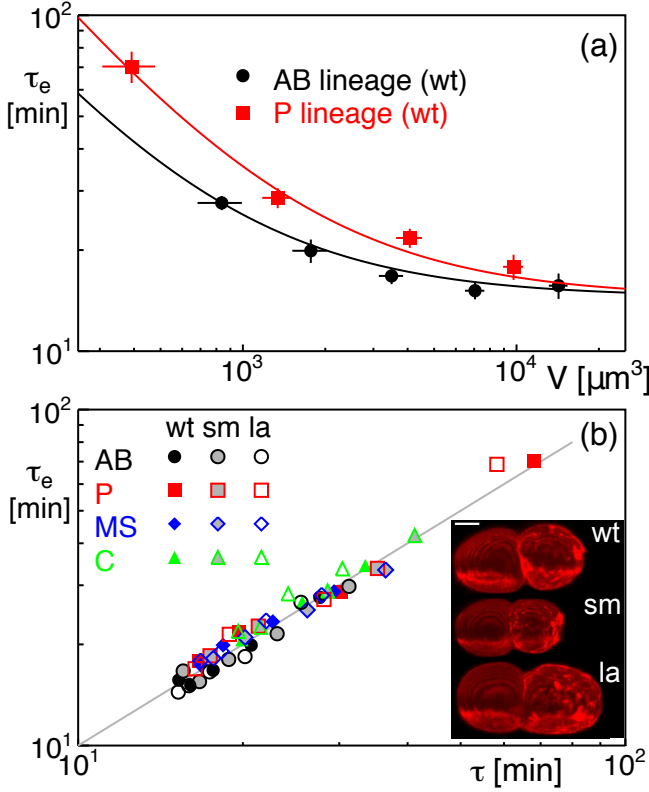 10²
(a)
τₑ
[min]
AB lineage (wt)
P lineage (wt)
10¹
10³
10⁴
V [µm³]
10²
(b)
τₑ
[min]
wt sm la
AB
P
MS
C
wt
sm
la
10¹
10¹
τ [min]
10²